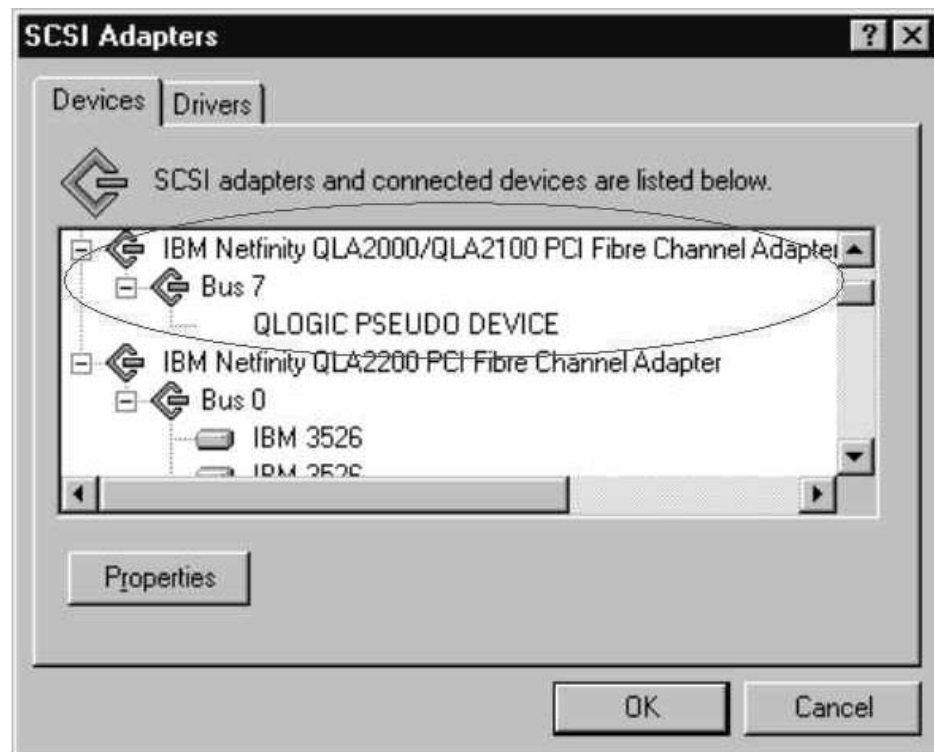 SCSI Adapters
Devices
Drivers
SCSI adapters and connected devices are listed below.
IBM Netfinity QLA2000/QLA2100 PCI Fibre Channel Adapter
Bus 7
QLOGIC PSEUDO DEVICE
IBM Netfinity QLA2200 PCI Fibre Channel Adapter
Bus 0
IBM 3526
IBM 3526
Properties
OK
Cancel